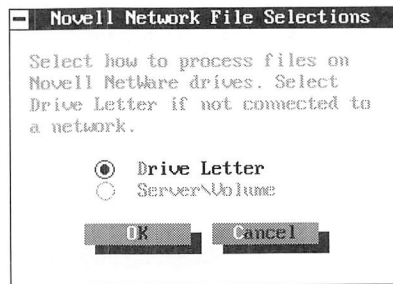 Novell Network File Selections
Select how to process files on
Novell NetWare drives. Select
Drive Letter if not connected to
a network.
Drive Letter
Server\Volume
OK
Cancel